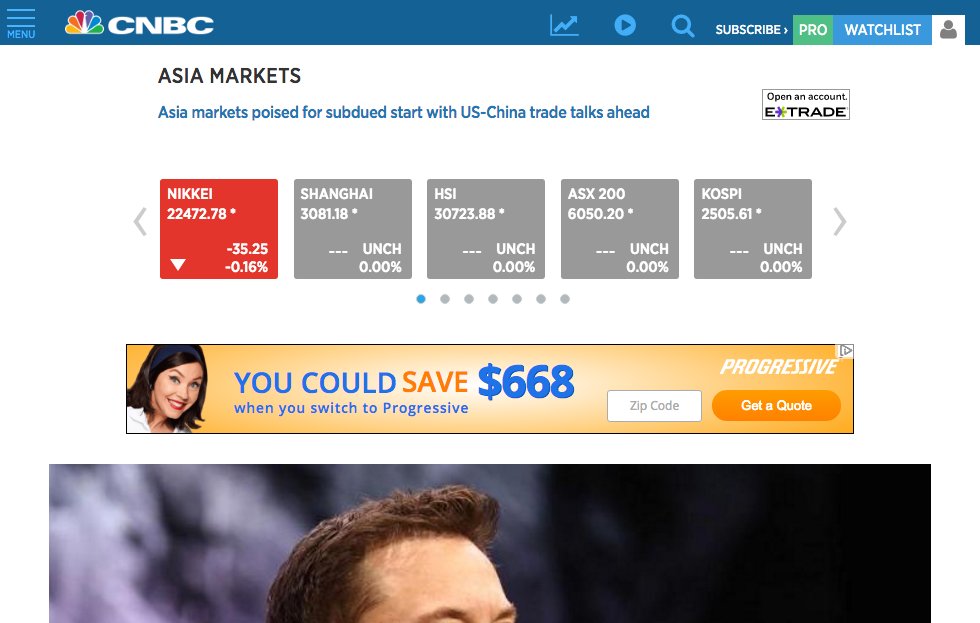 MENU
CNBC
SUBSCRIBE ›
PRO
WATCHLIST
ASIA MARKETS
Asia markets poised for subdued start with US-China trade talks ahead
Open an account.
E*TRADE
NIKKEI
22472.78 *
-35.25
-0.16%
SHANGHAI
3081.18 *
--- UNCH
0.00%
HSI
30723.88 *
--- UNCH
0.00%
ASX 200
6050.20 *
--- UNCH
0.00%
KOSPI
2505.61 *
--- UNCH
0.00%
YOU COULD SAVE $668
when you switch to Progressive
PROGRESSIVE
Zip Code
Get a Quote